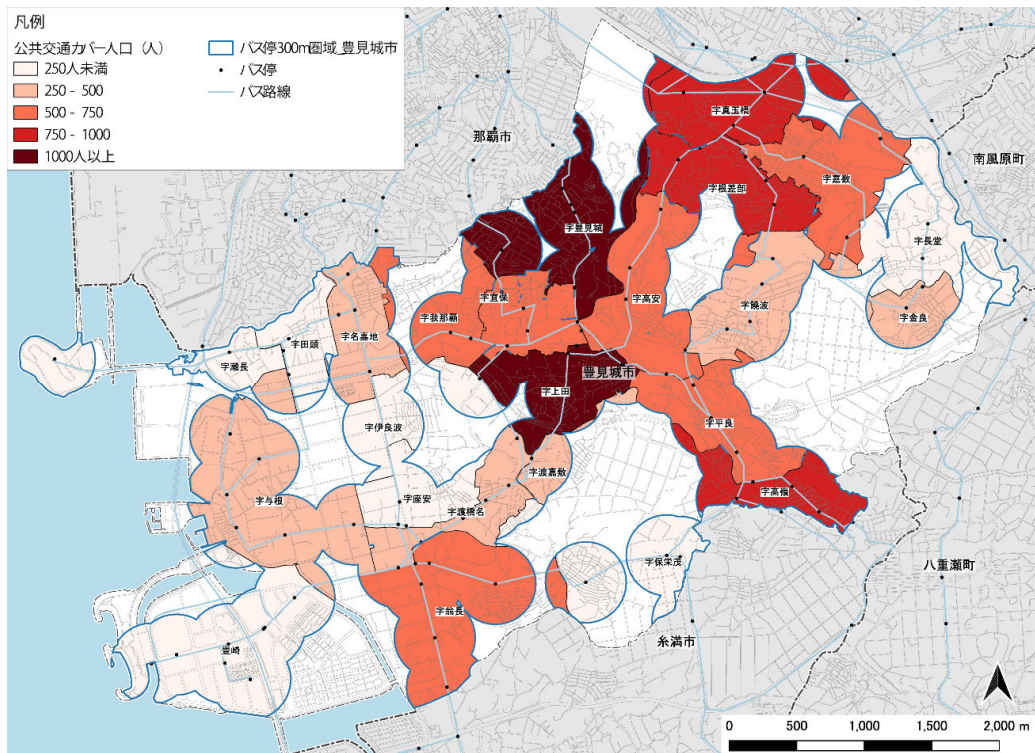 凡例
公共交通カバー人口（人）
250人未満
250 - 500
500 - 750
750 - 1000
1000人以上
バス停300m圏域_豊見城市
バス停
バス路線
那覇市
南風原町
字真玉橋
字嘉数
字根差部
字長堂
字豊見城
字高安
字饒波
字金良
字宜保
字我那覇
字名嘉地
字田頭
字瀬長
字上田
豊見城市
字平良
字伊良波
字渡嘉敷
字高嶺
字座安
字渡橋名
字与根
字保栄茂
八重瀬町
字翁長
糸満市
豊崎
0 500 1,000 1,500 2,000 m